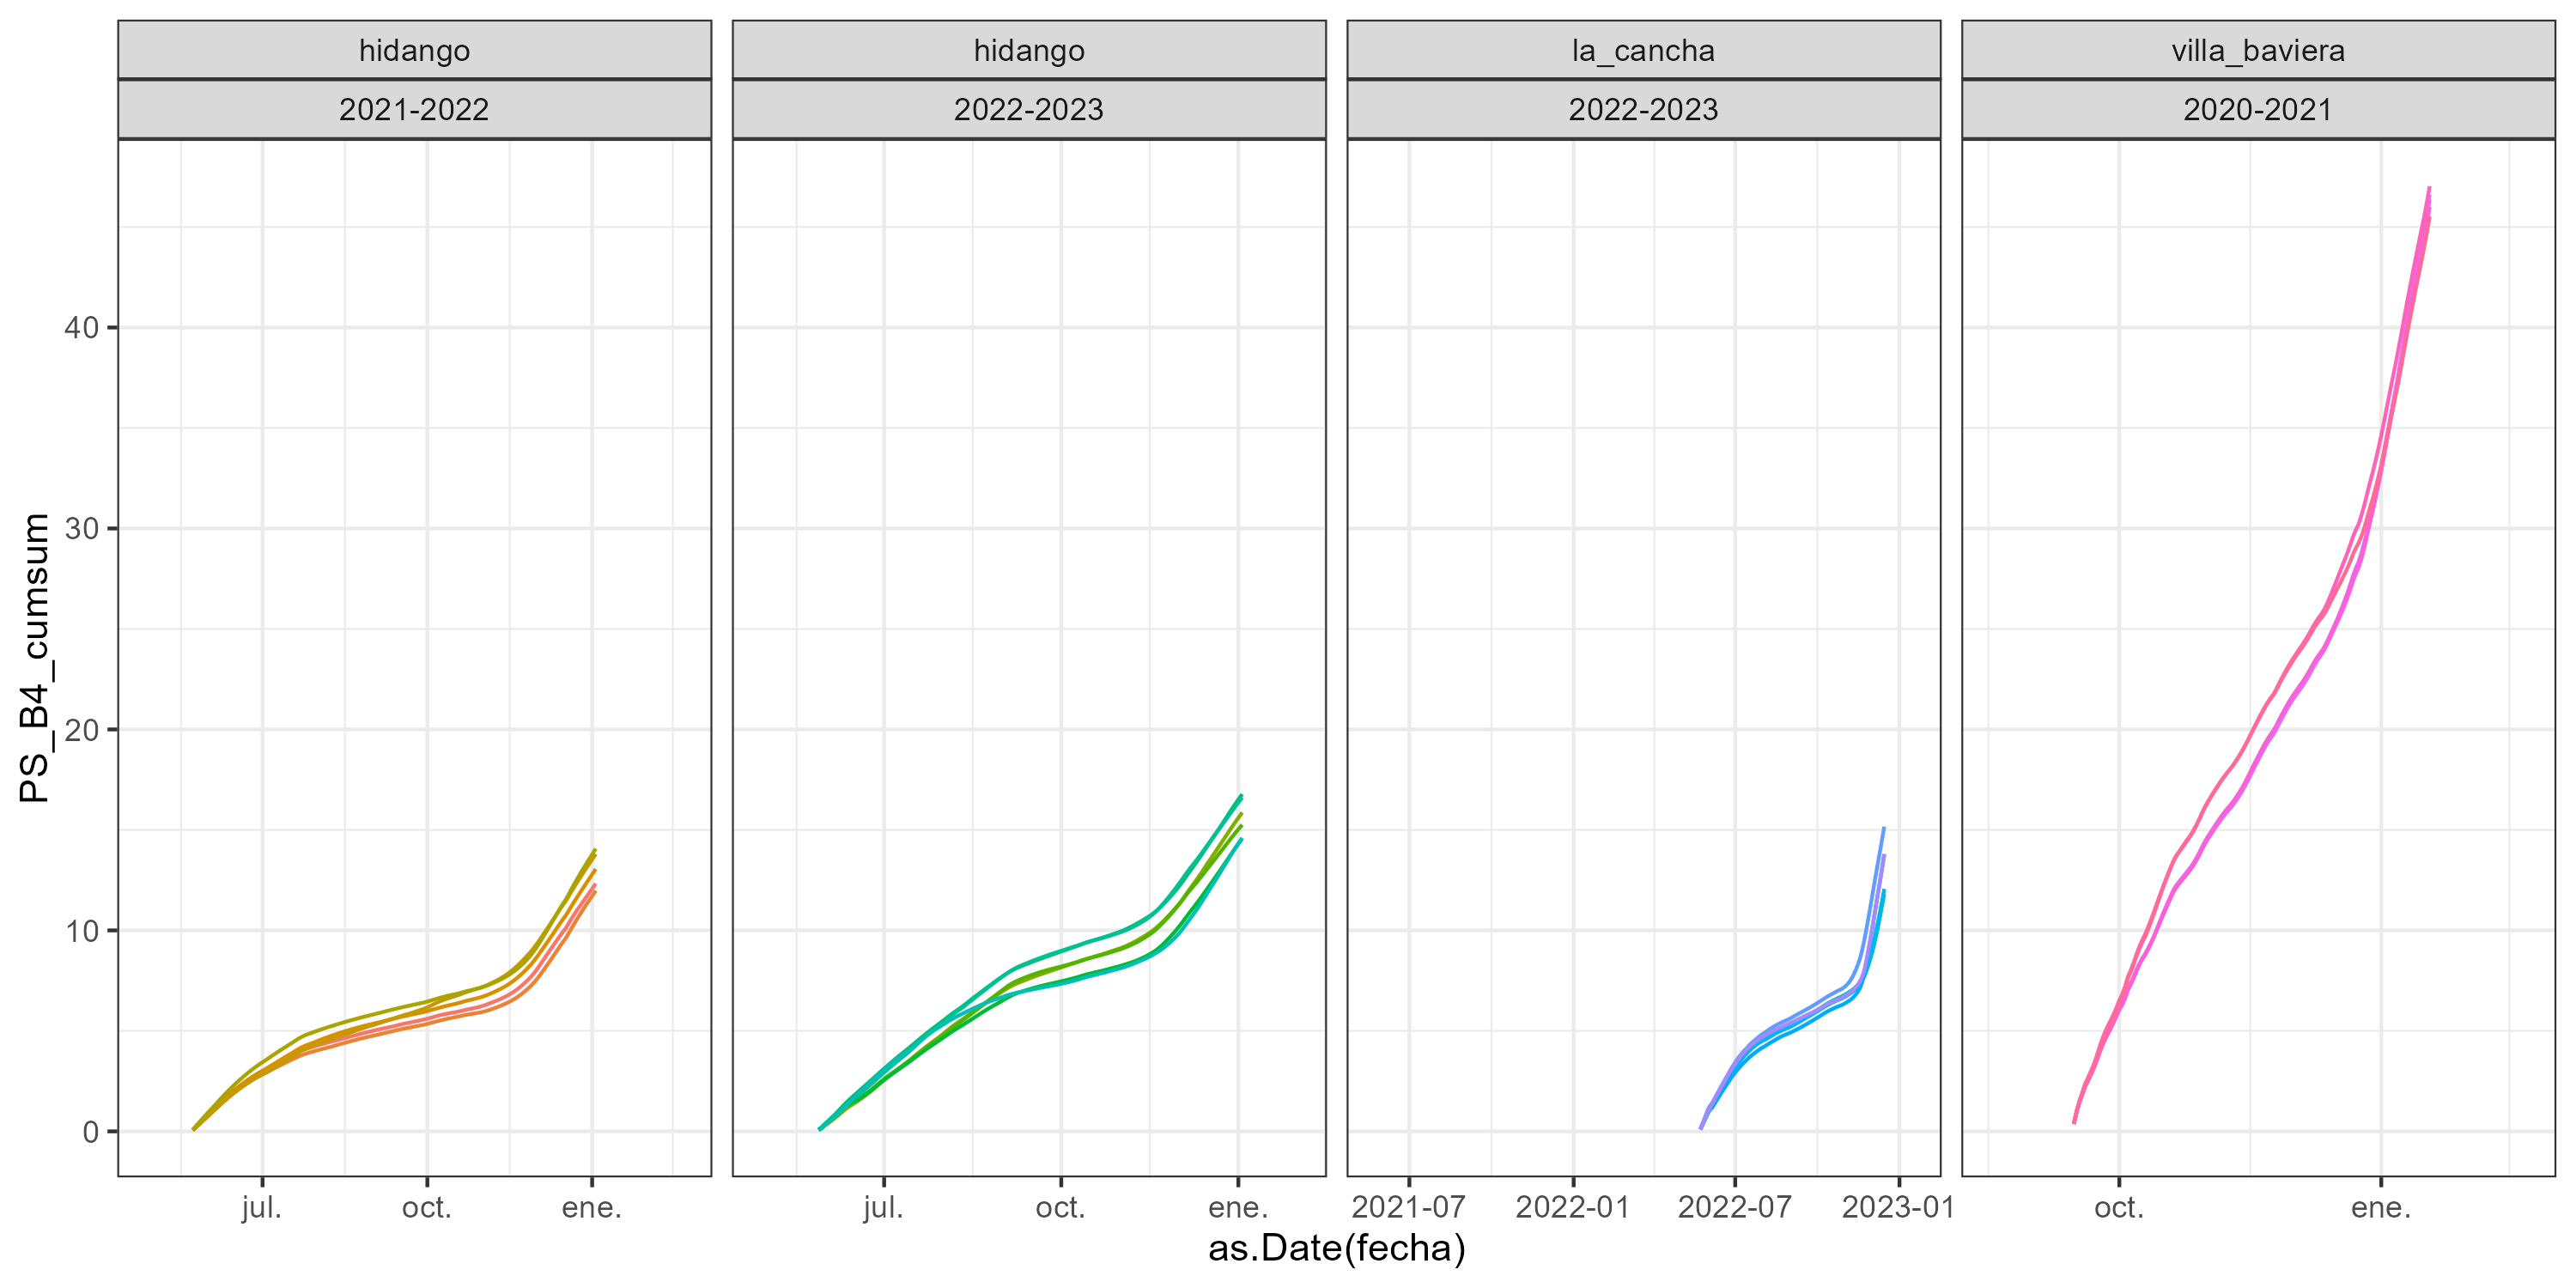 hidango hidango la_cancha villa_baviera
2021-2022 2022-2023 2022-2023 2020-2021
PS_B4_cumsum
40
30
20
10
0
jul. oct. ene. jul. oct. ene. 2021-07 2022-01 2022-07 2023-01 oct. ene.
as.Date(fecha)